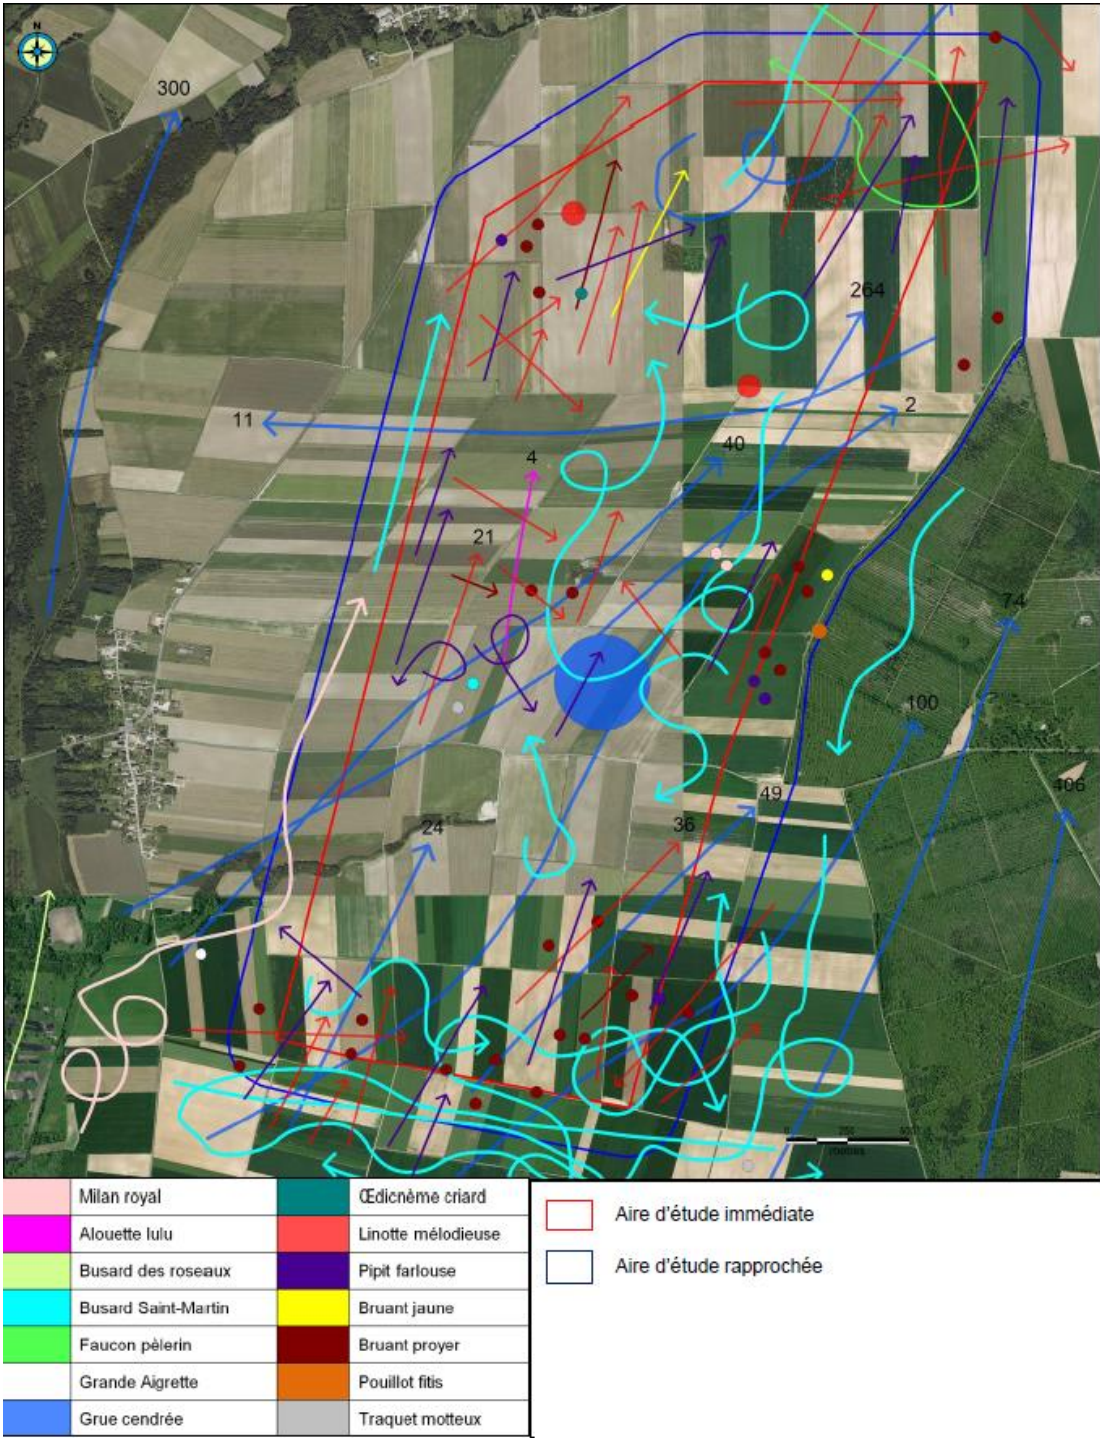 N
300
264
11
2
40
4
21
74
100
406
49
36
24
0
250
Milan royal
Œdicnème criard
Alouette lulu
Linotte mélodieuse
Busard des roseaux
Pipit farlouse
Busard Saint-Martin
Bruant jaune
Faucon pèlerin
Bruant proyer
Grande Aigrette
Pouillot fitis
Grue cendrée
Traquet motteux
Aire d'étude immédiate
Aire d'étude rapprochée